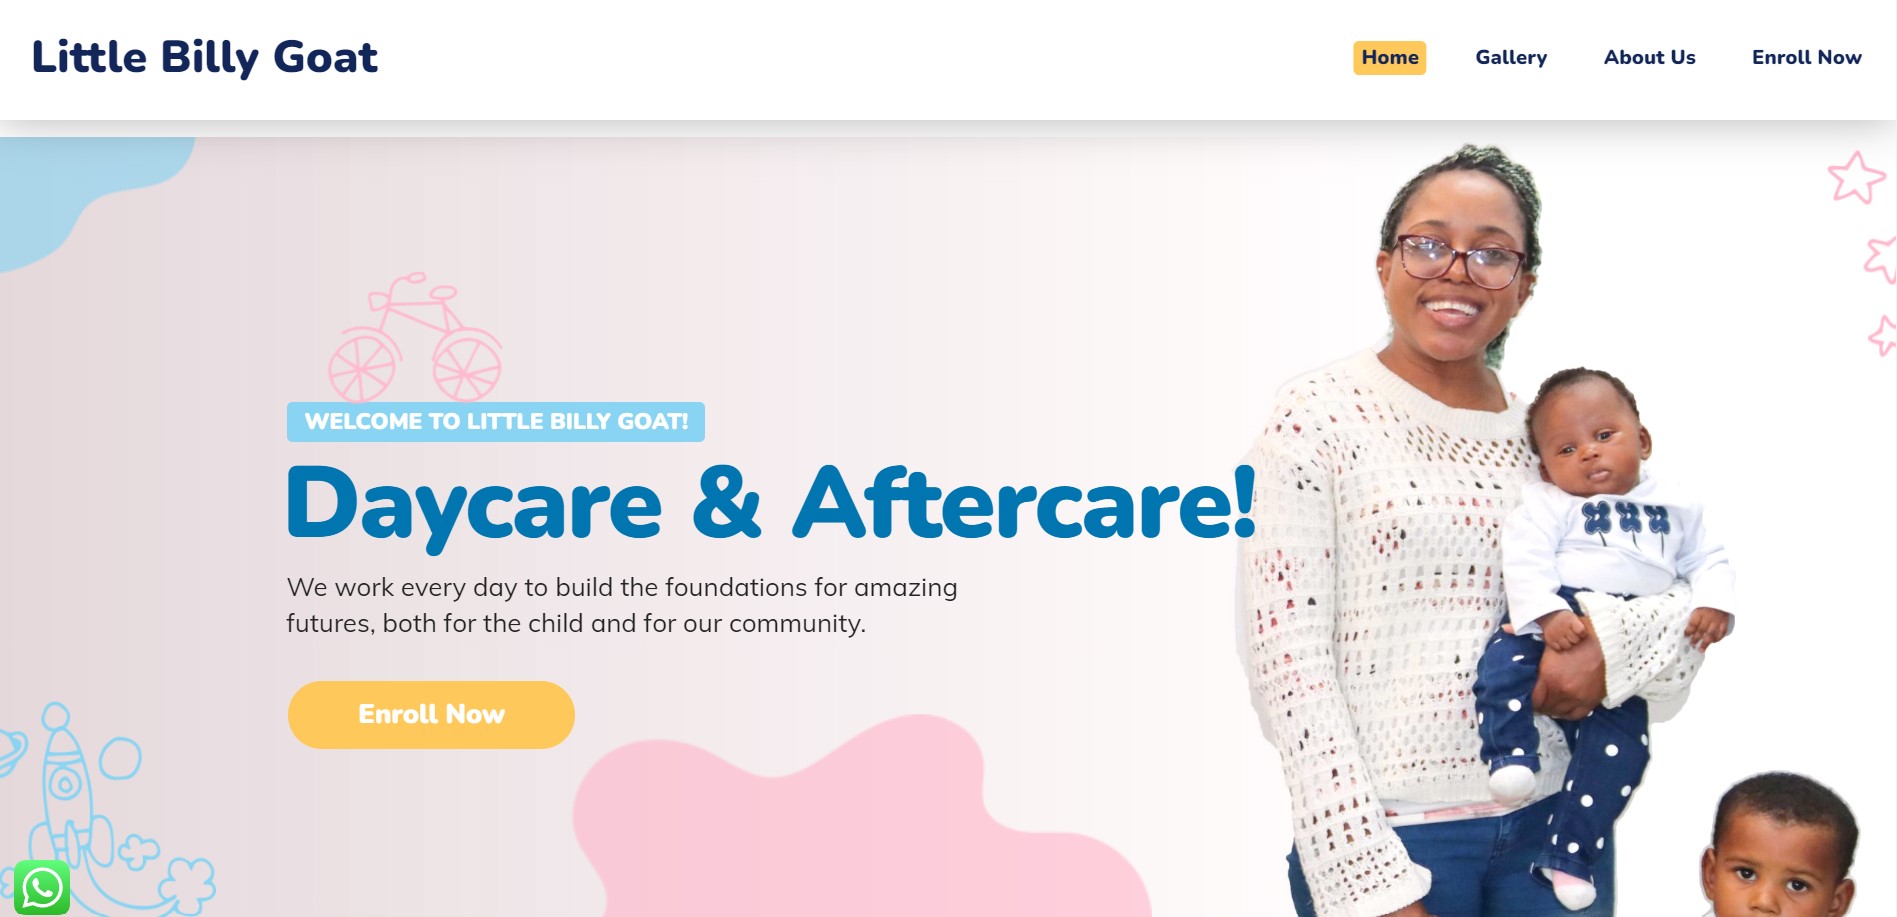 Little Billy Goat
Home
Gallery
About Us
Enroll Now
WELCOME TO LITTLE BILLY GOAT!
Daycare & Aftercare!
We work every day to build the foundations for amazing
futures, both for the child and for our community.
Enroll Now